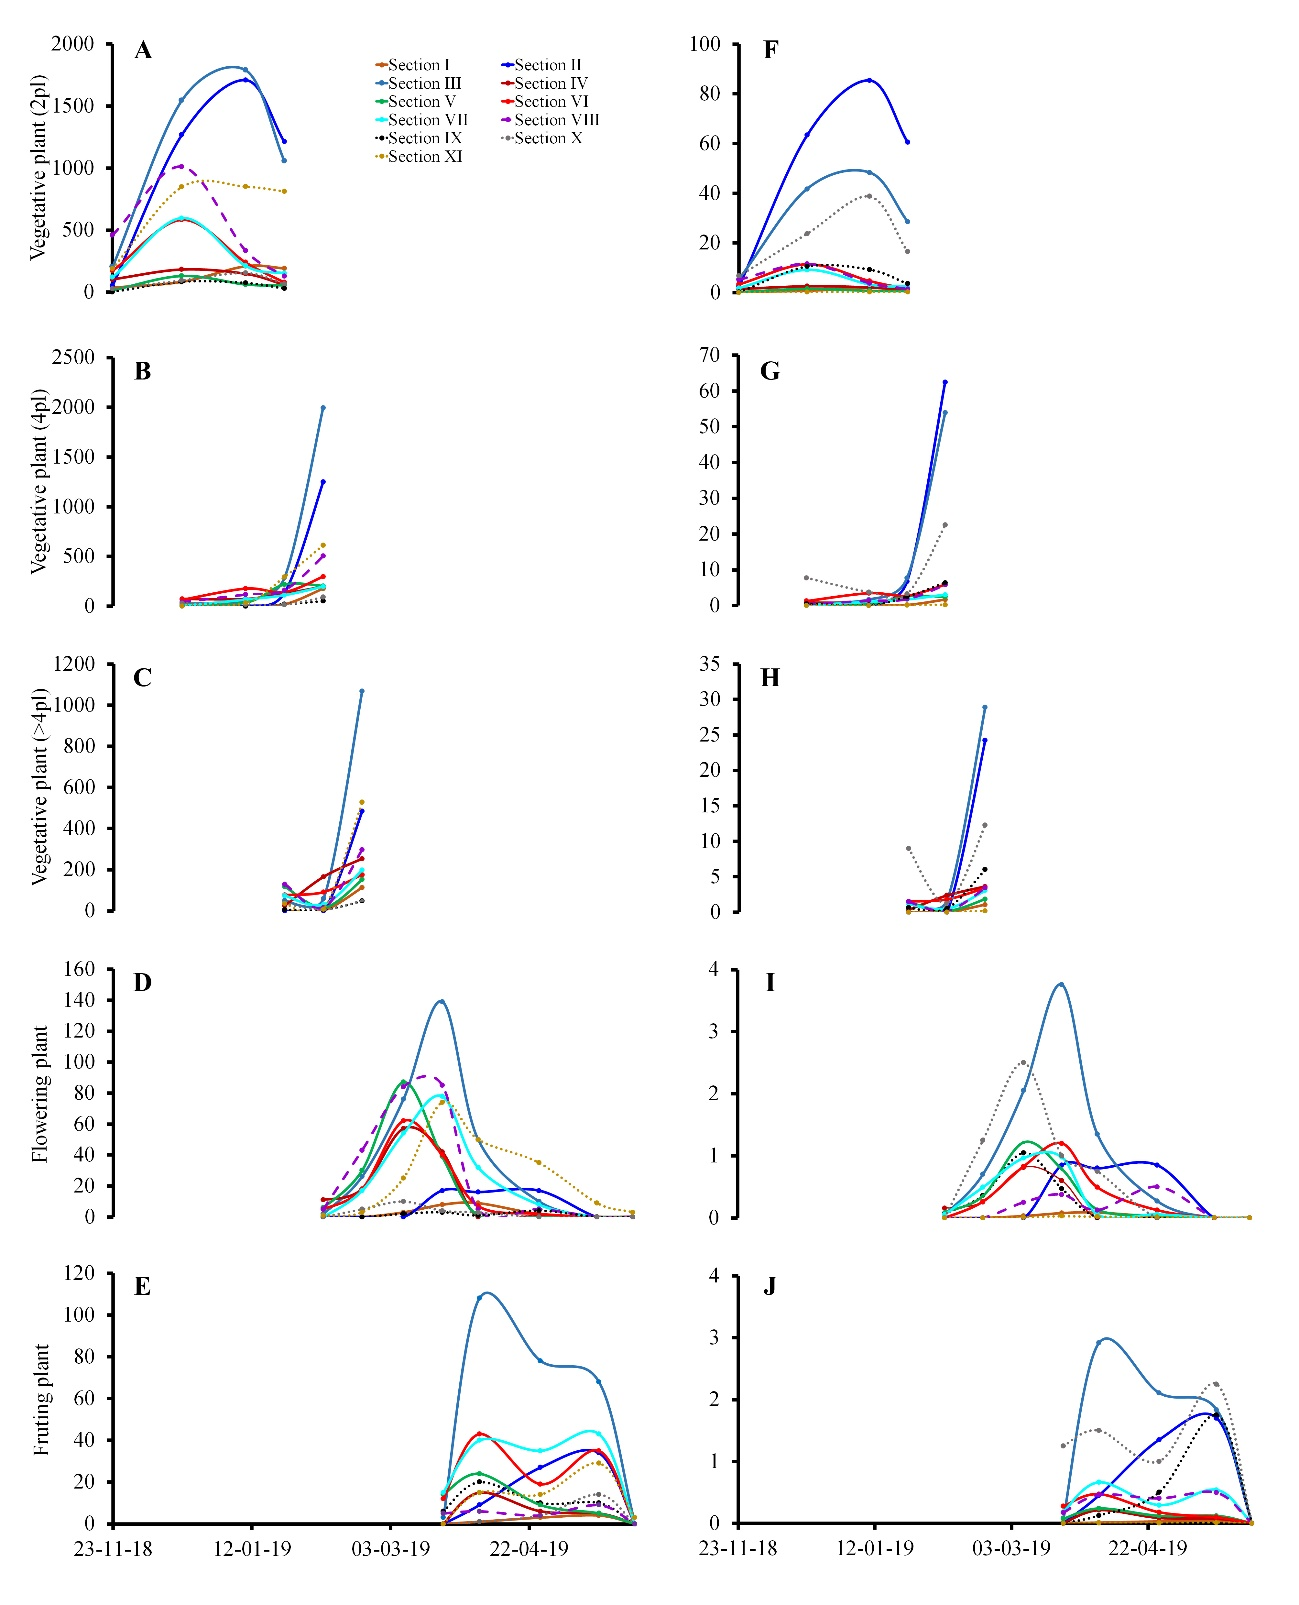 A
Vegetative plant (2pl)
2000
1500
1000
500
0
Section I
Section II
Section III
Section IV
Section V
Section VI
Section VII
Section VIII
Section IX
Section X
Section XI
F
100
80
60
40
20
0
B
Vegetative plant (4pl)
2500
2000
1500
1000
500
0
G
70
60
50
40
30
20
10
0
C
Vegetative plant (>4pl)
1200
1000
800
600
400
200
0
H
35
30
25
20
15
10
5
0
D
Flowering plant
160
140
120
100
80
60
40
20
0
I
4
3
2
1
0
E
Fruting plant
120
100
80
60
40
20
0
23-11-18
12-01-19
03-03-19
22-04-19
J
4
3
2
1
0
23-11-18
12-01-19
03-03-19
22-04-19